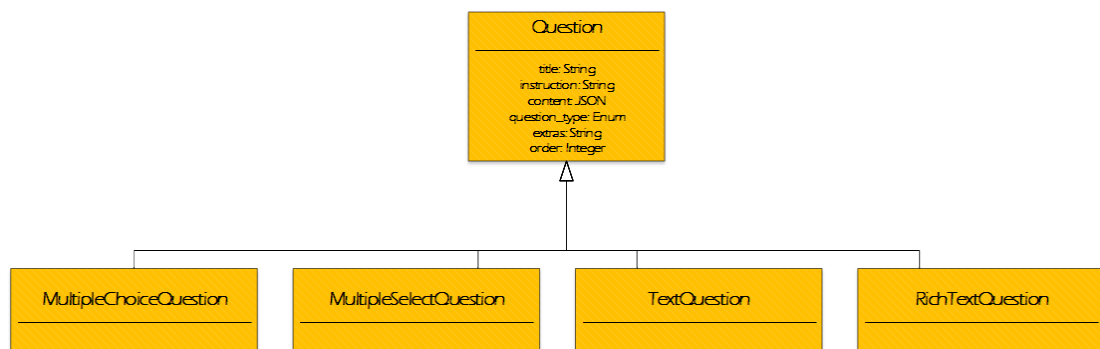 Question
title: String
instruction: String
content: JSON
question_type: Enum
extras: String
order: Integer
MultipleChoiceQuestion
MultipleSelectQuestion
TextQuestion
RichTextQuestion